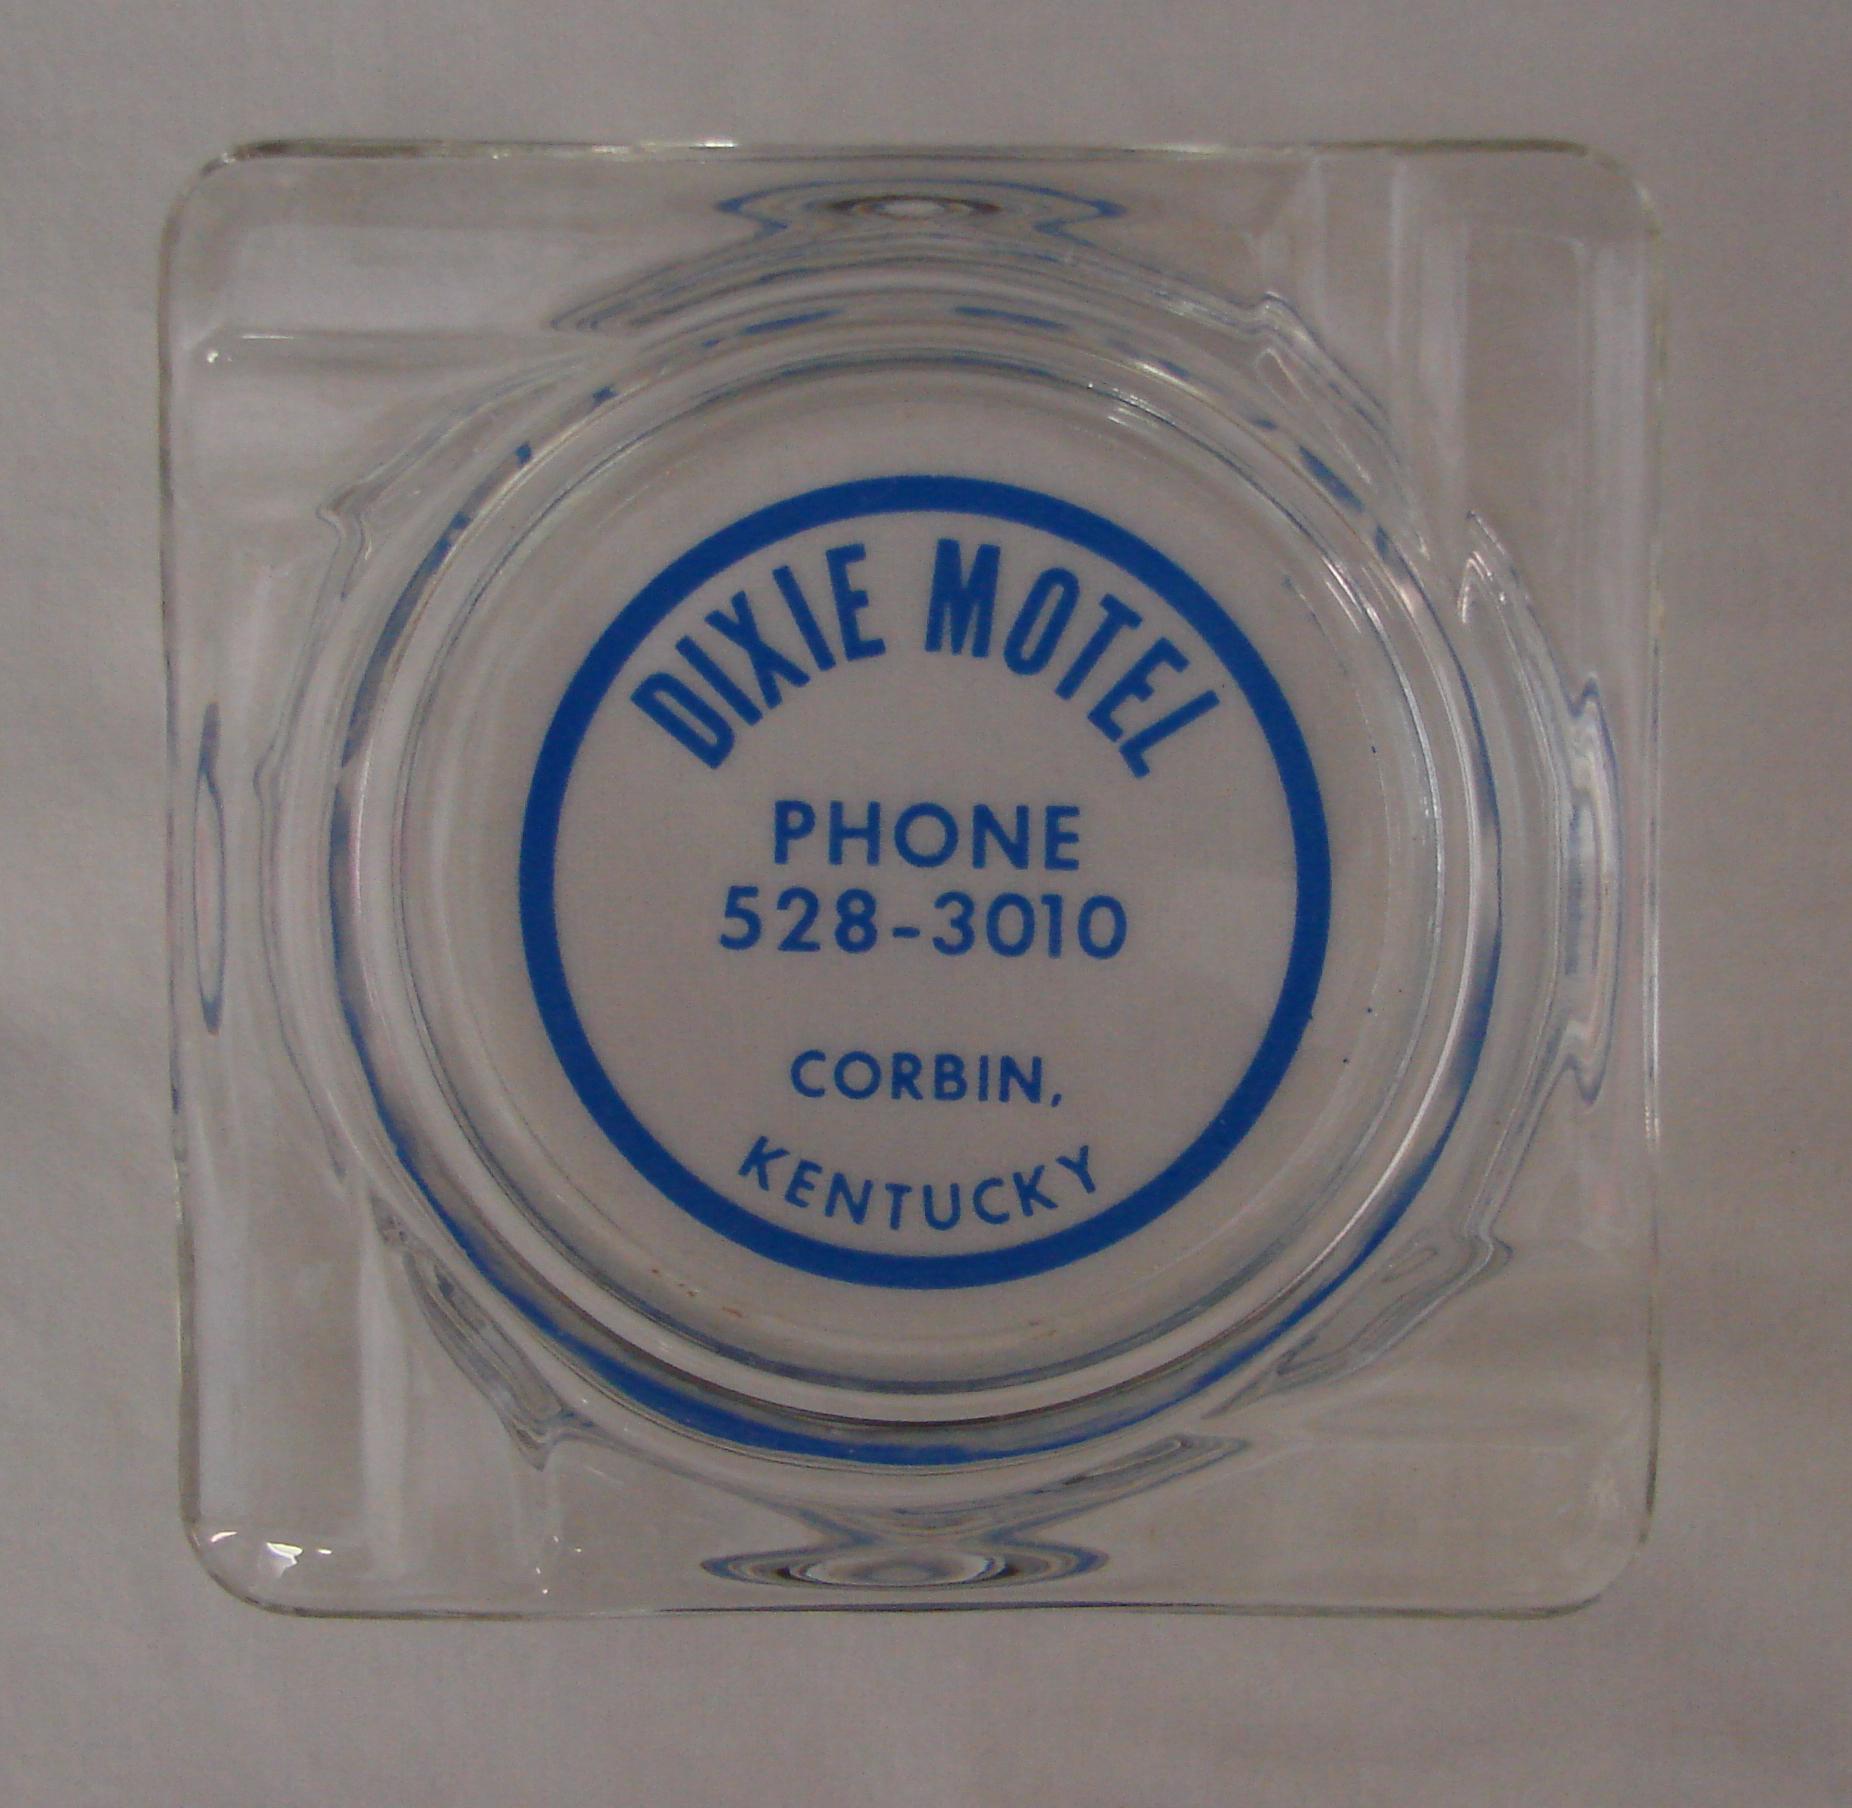 DIXIE MOTEL
PHONE
528-3010
CORBIN,
KENTUCKY